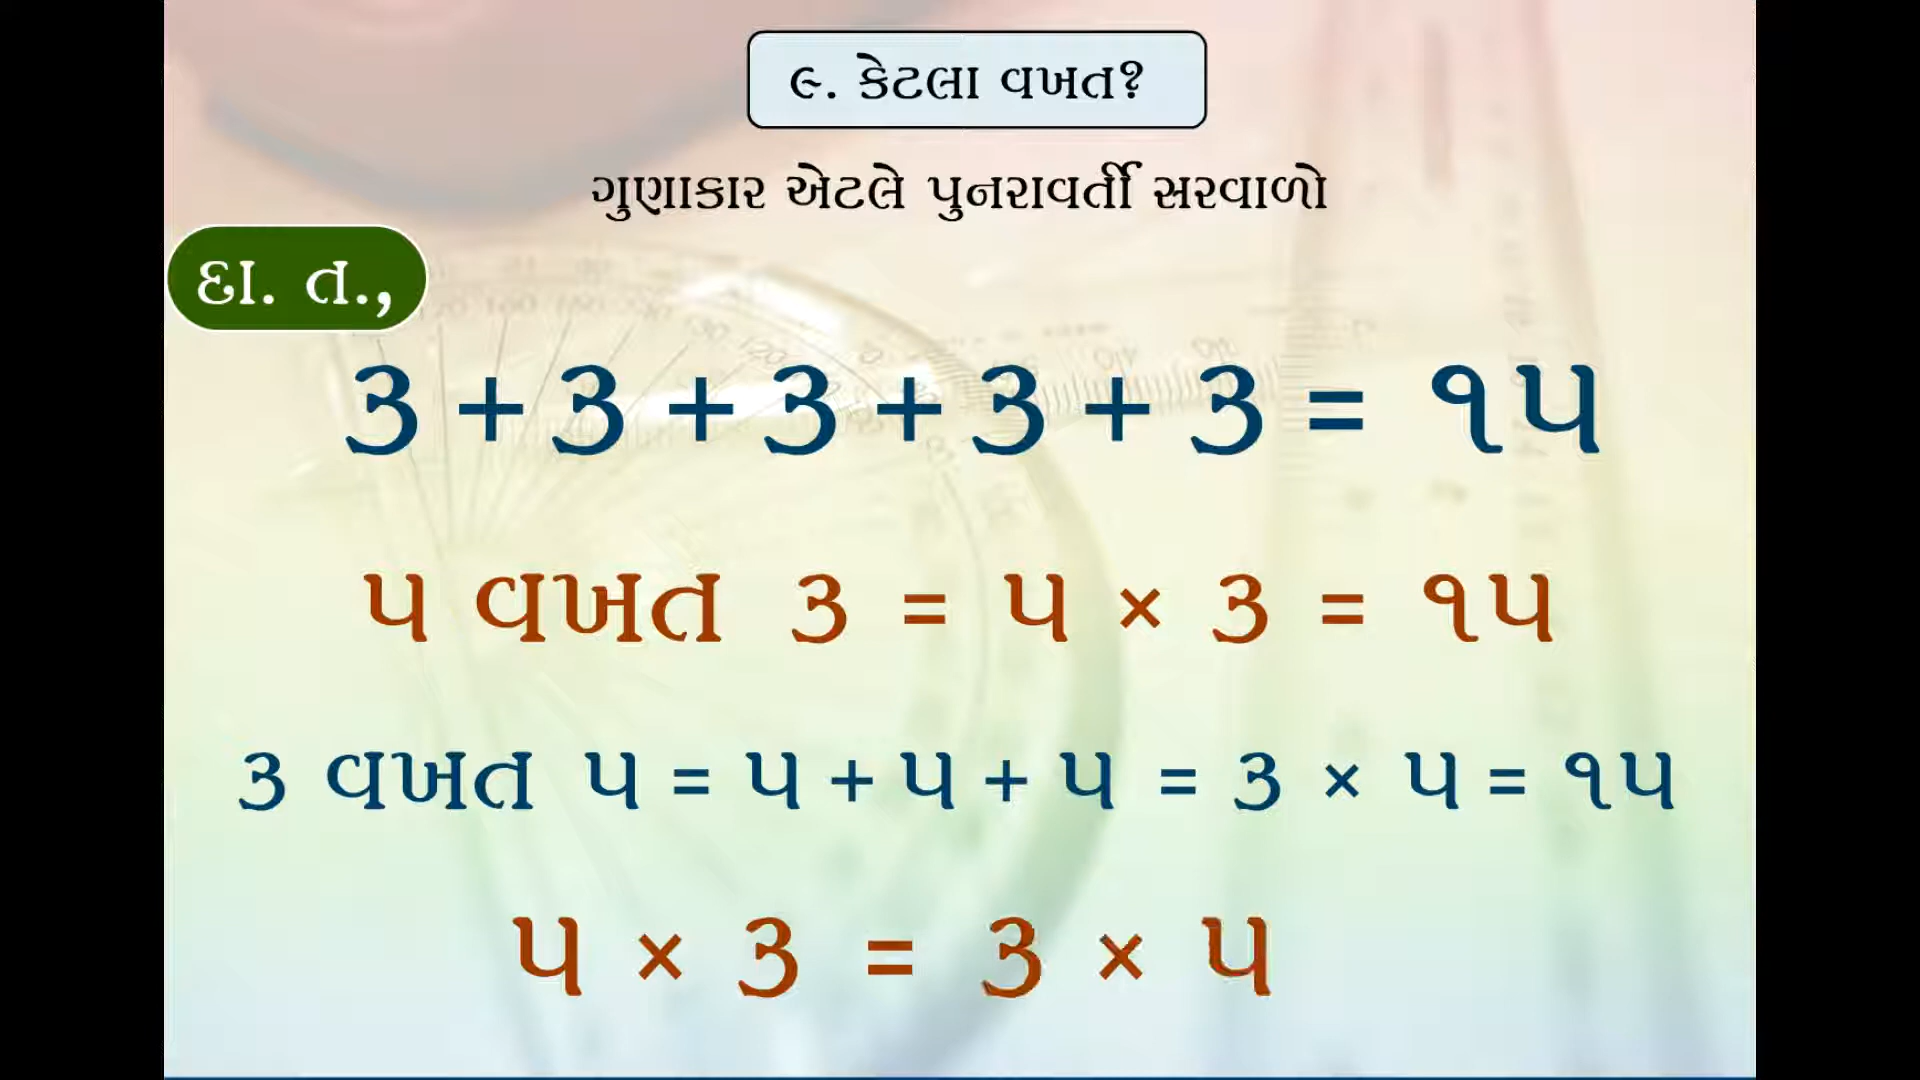 ૯. કેટલા વખત?
ગુણાકાર એટલે પુનરાવર્તી સરવાળો
દા. ત.,
૩ + ૩ + ૩ + ૩ + ૩ = ૧૫
૫ વખત ૩ = ૫ × ૩ = ૧૫
૩ વખત ૫ = ૫ + ૫ + ૫ = ૩ × ૫ = ૧૫
૫ × ૩ = ૩ × ૫